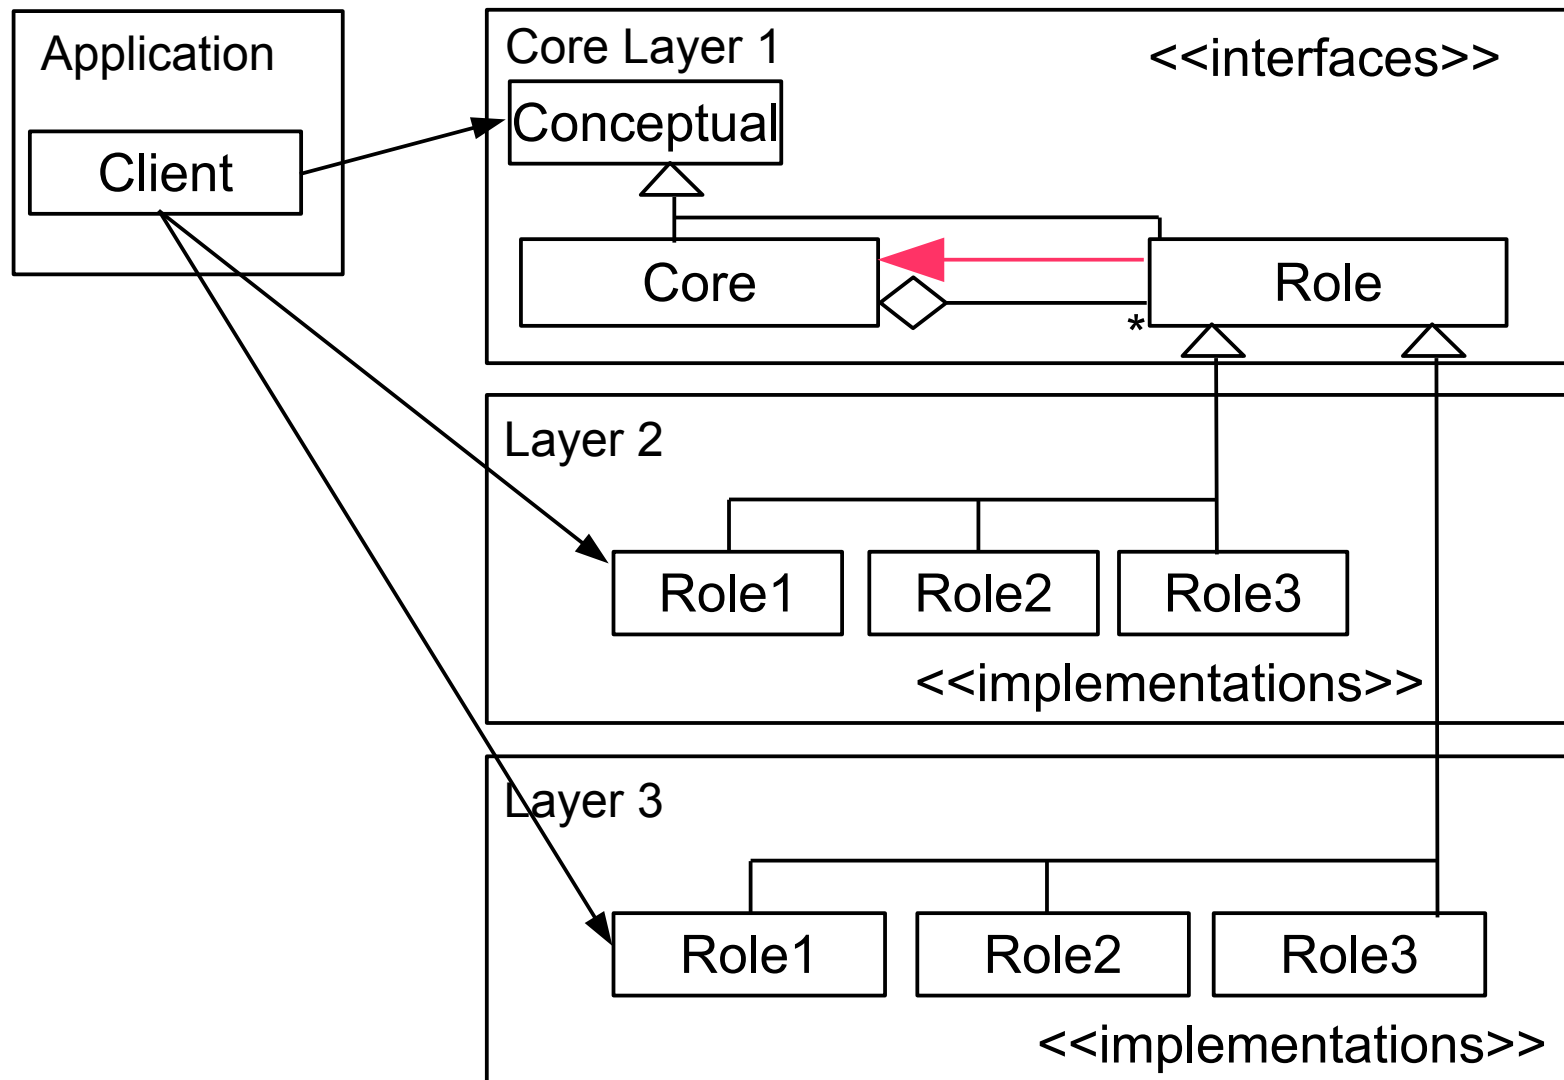 Application
Client
Core Layer 1
<<interfaces>>
Conceptual
Core
Role
*
Layer 2
Role1
Role2
Role3
<<implementations>>
Layer 3
Role1
Role2
Role3
<<implementations>>